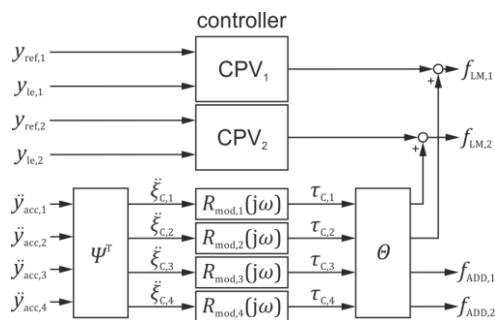 controller
y_ref,1
CPV_1
+
f_LM,1
y_le,1
y_ref,2
CPV_2
+
f_LM,2
y_le,2
ÿ_acc,1
ξ̈_C,1
R_mod,1(jω)
τ_C,1
ÿ_acc,2
ξ̈_C,2
R_mod,2(jω)
τ_C,2
Ψ^T
Θ
ÿ_acc,3
ξ̈_C,3
R_mod,3(jω)
τ_C,3
f_ADD,1
ÿ_acc,4
ξ̈_C,4
R_mod,4(jω)
τ_C,4
f_ADD,2